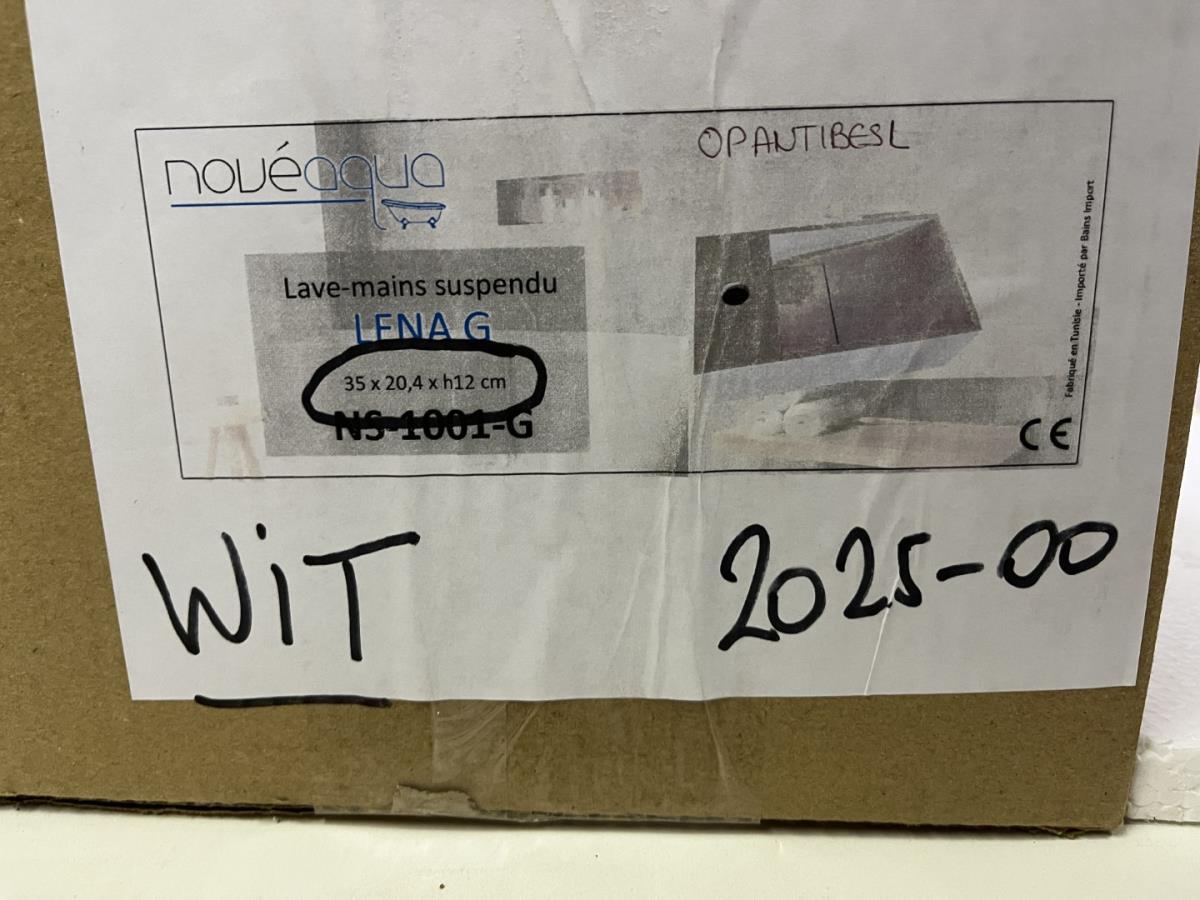 novéaqua
OPANTIBESL
Lave-mains suspendu
LENA G
35 x 20,4 x h12 cm
NS-1001-G
Fabriqué en Tunisie - Importé par Bains Import
CE
WiT
2025-00